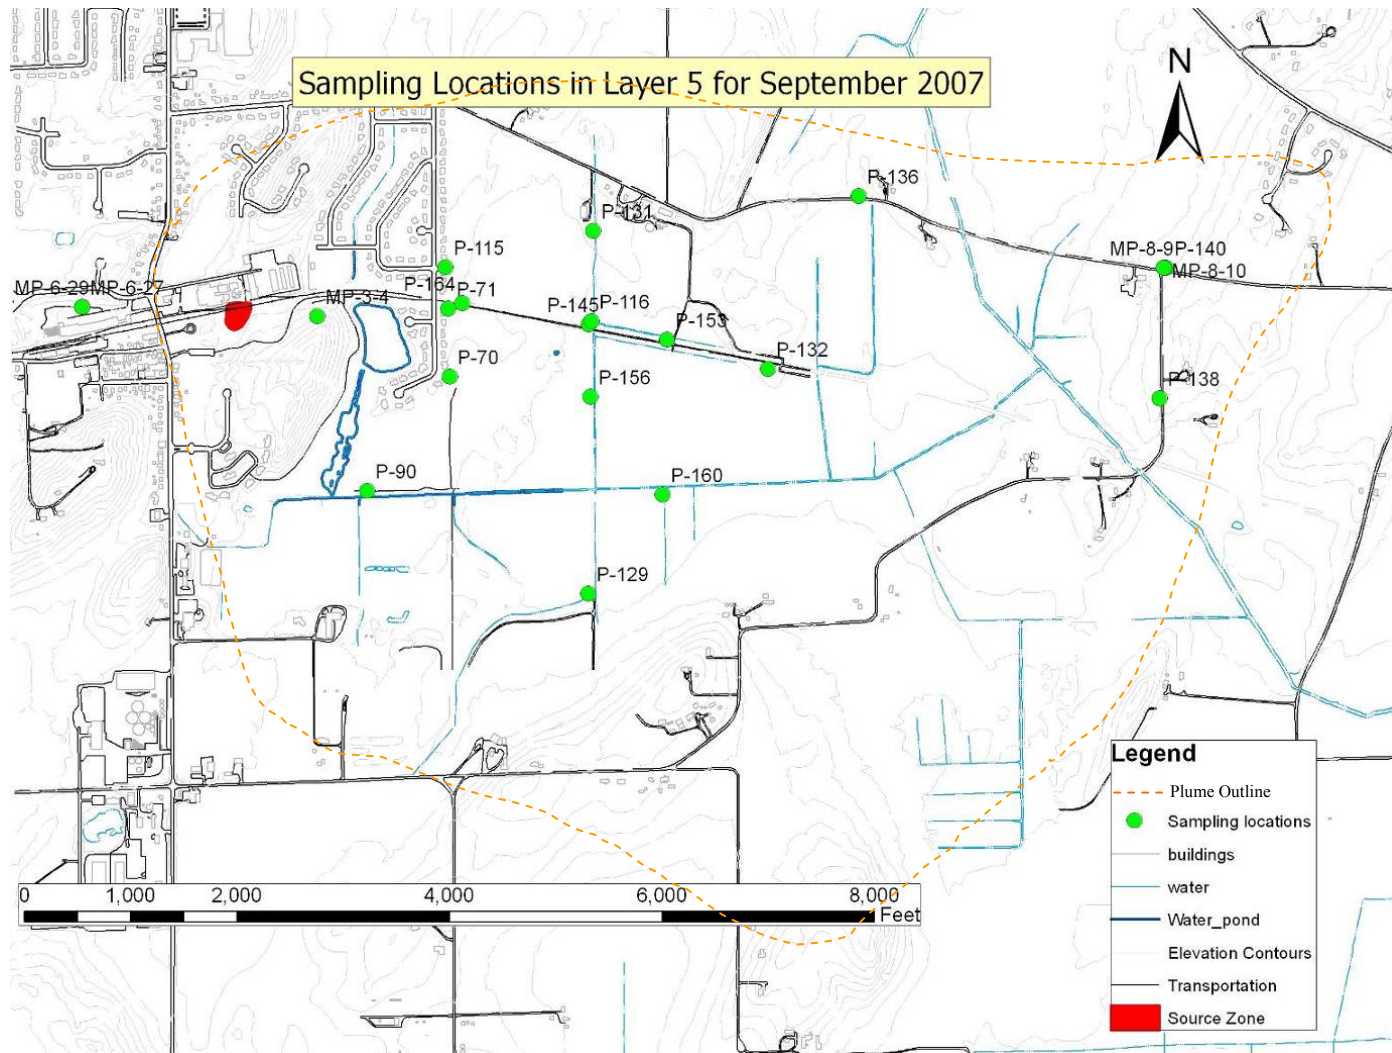 Sampling Locations in Layer 5 for September 2007
N
P-136
P-131
P-115
MP-8-9P-140
MP-8-10
MP-6-29MP-6-27
P-164
P-71
MP-3-4
P-145
P-116
P-153
P-132
P-70
P-156
P-138
P-90
P-160
P-129
Legend
Plume Outline
Sampling locations
buildings
water
Water_pond
Elevation Contours
Transportation
Source Zone
0 1,000 2,000 4,000 6,000 8,000
Feet